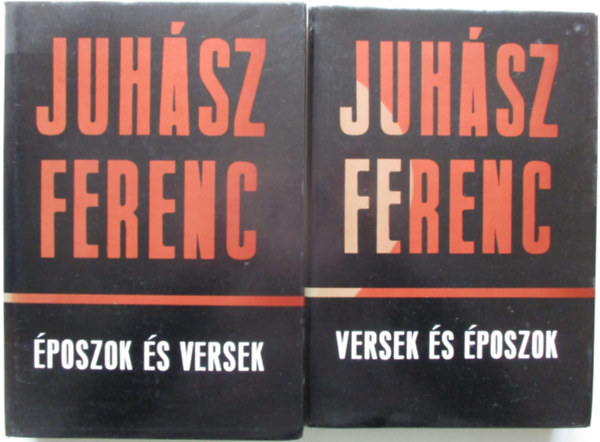 JUHÁSZ
FERENC
ÉPOSZOK ÉS VERSEK
JUHÁSZ
FERENC
VERSEK ÉS ÉPOSZOK